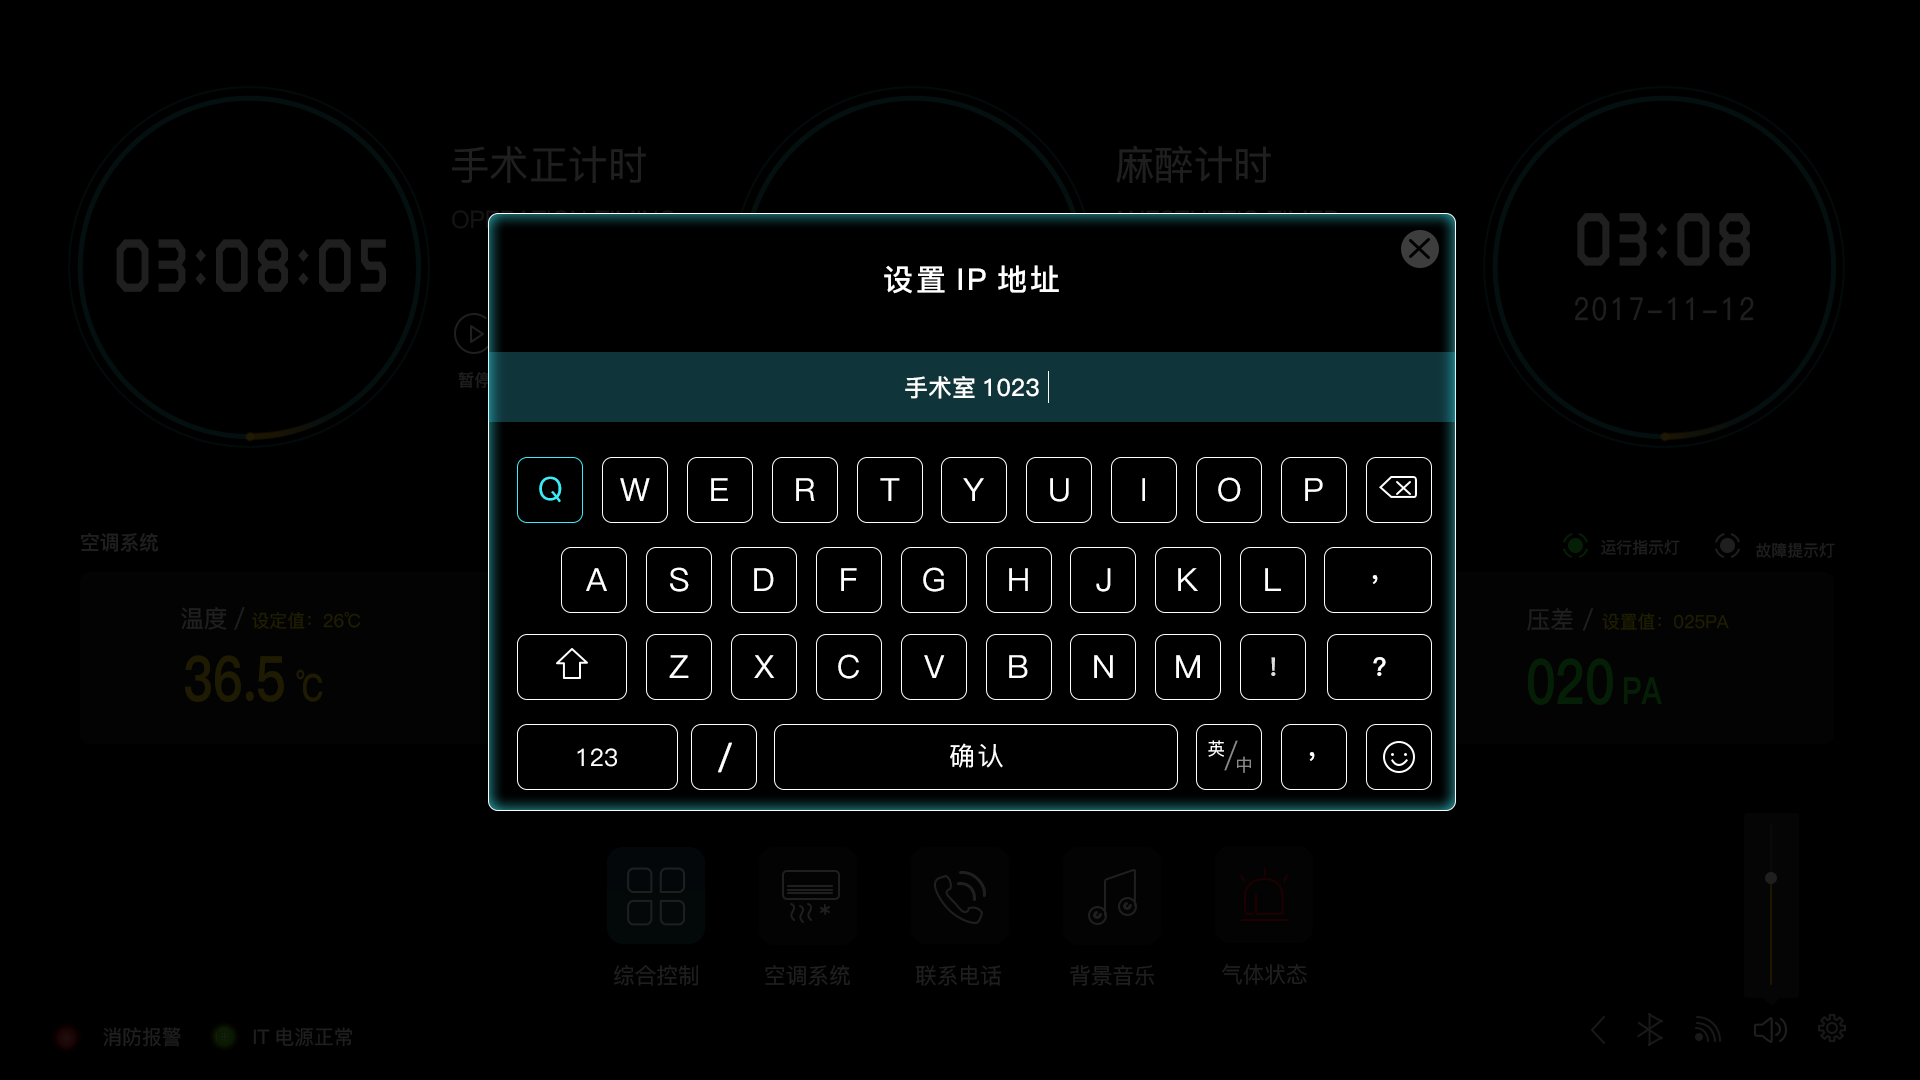 手术正计时
麻醉计时
03:08:05
03:08
2017-11-12
设置 IP 地址
暂停
手术室 1023
Q W E R T Y U I O P
A S D F G H J K L ,
Z X C V B N M ! ?
123 / 确认 英/中 ,
空调系统
运行指示灯
故障提示灯
温度 / 设定值：26℃
36.5 ℃
压差 / 设置值：025PA
020 PA
综合控制
空调系统
联系电话
背景音乐
气体状态
消防报警
IT 电源正常